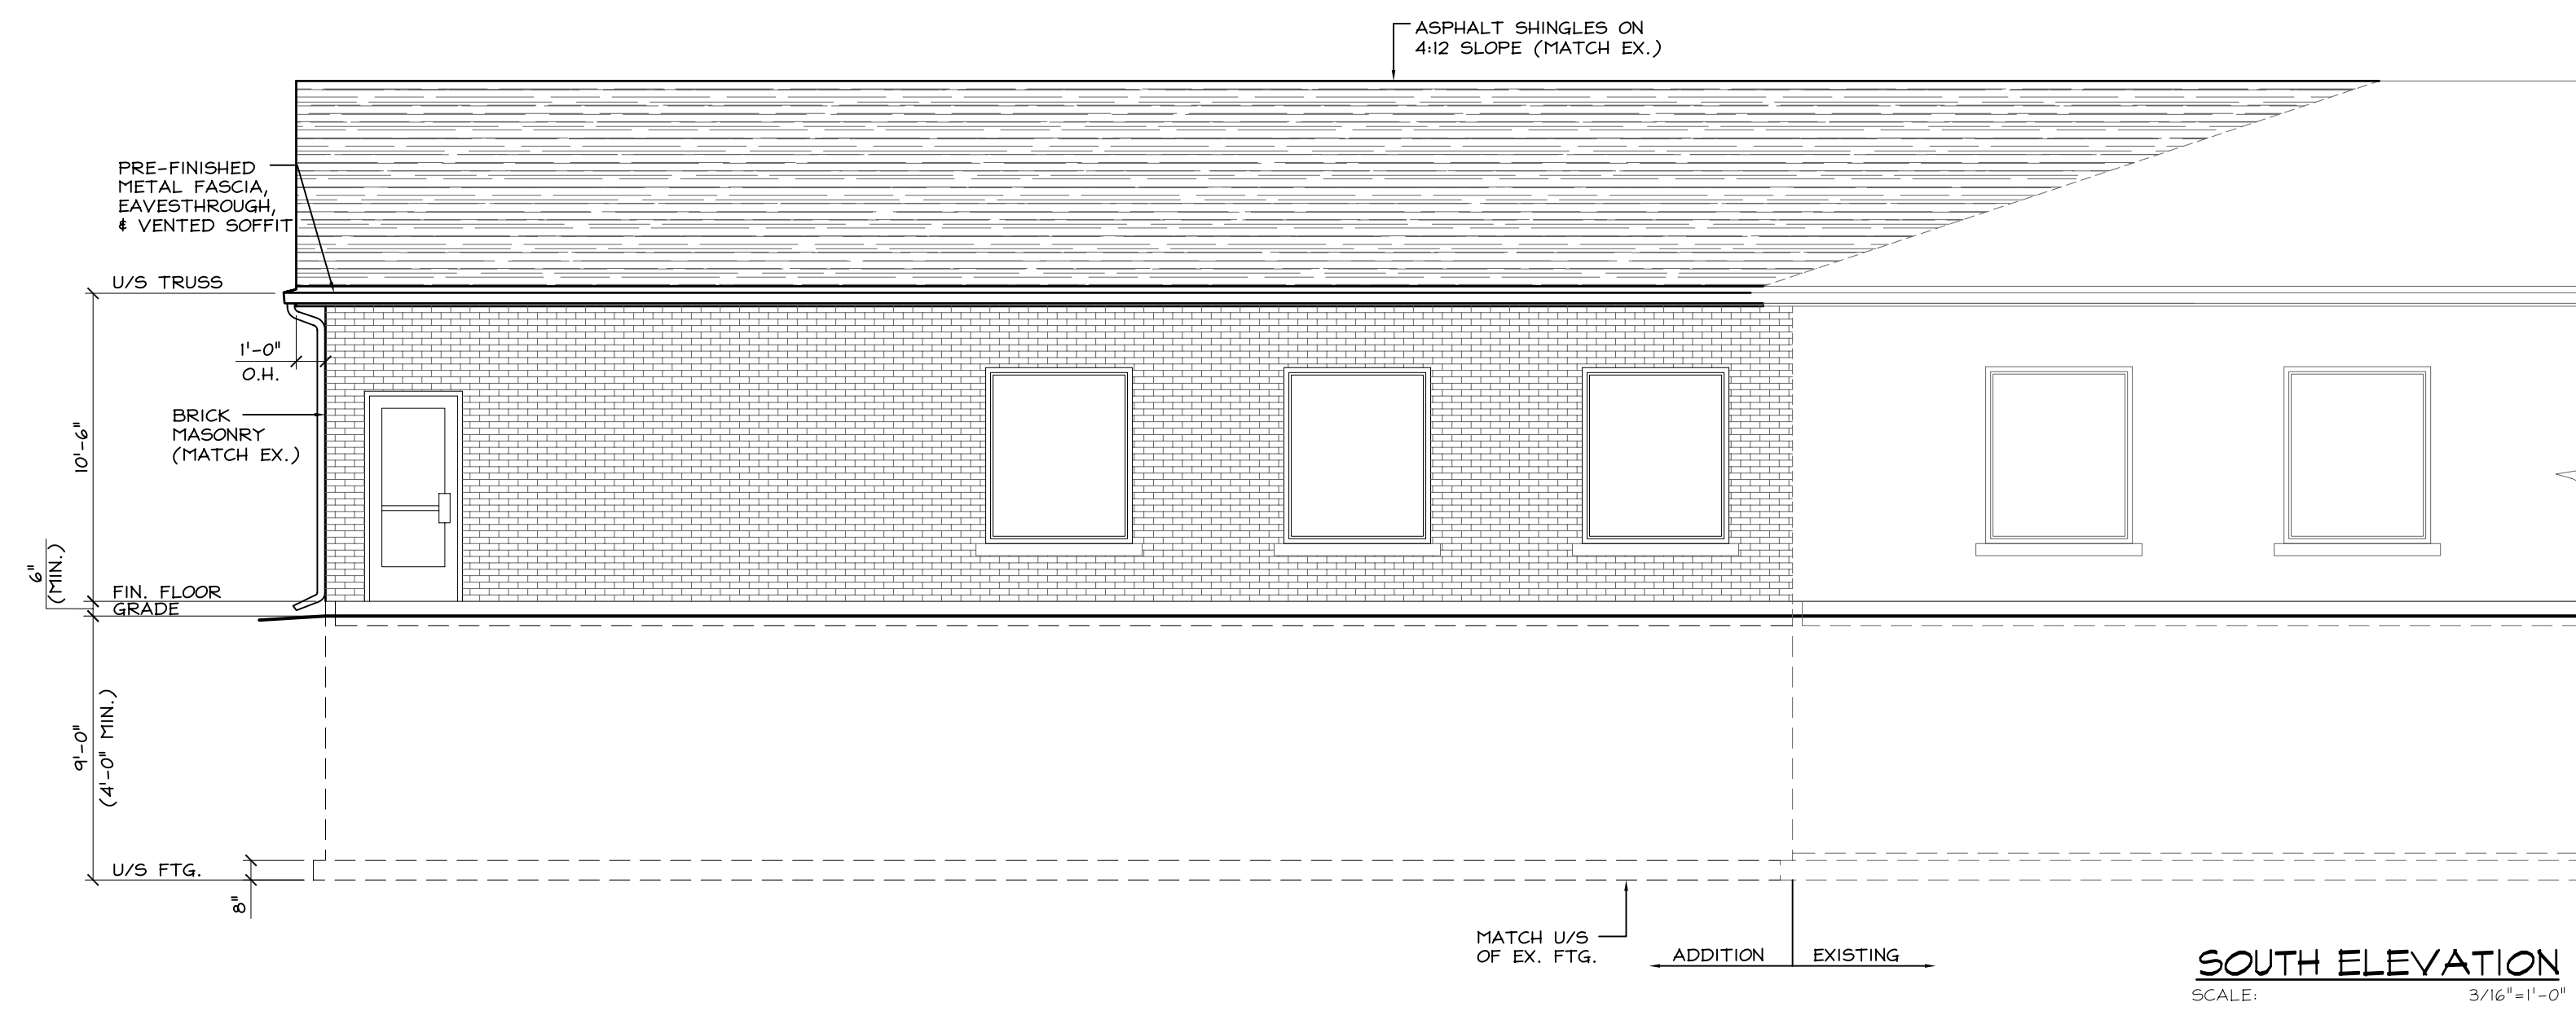 ASPHALT SHINGLES ON
4:12 SLOPE (MATCH EX.)
PRE-FINISHED
METAL FASCIA,
EAVESTHROUGH,
& VENTED SOFFIT
U/S TRUSS
1'-0"
O.H.
BRICK
MASONRY
(MATCH EX.)
10'-6"
6"
(MIN.)
FIN. FLOOR
GRADE
9'-0"
(4'-0" MIN.)
U/S FTG.
8"
MATCH U/S
OF EX. FTG.
ADDITION
EXISTING
SOUTH ELEVATION
SCALE: 3/16"=1'-0"